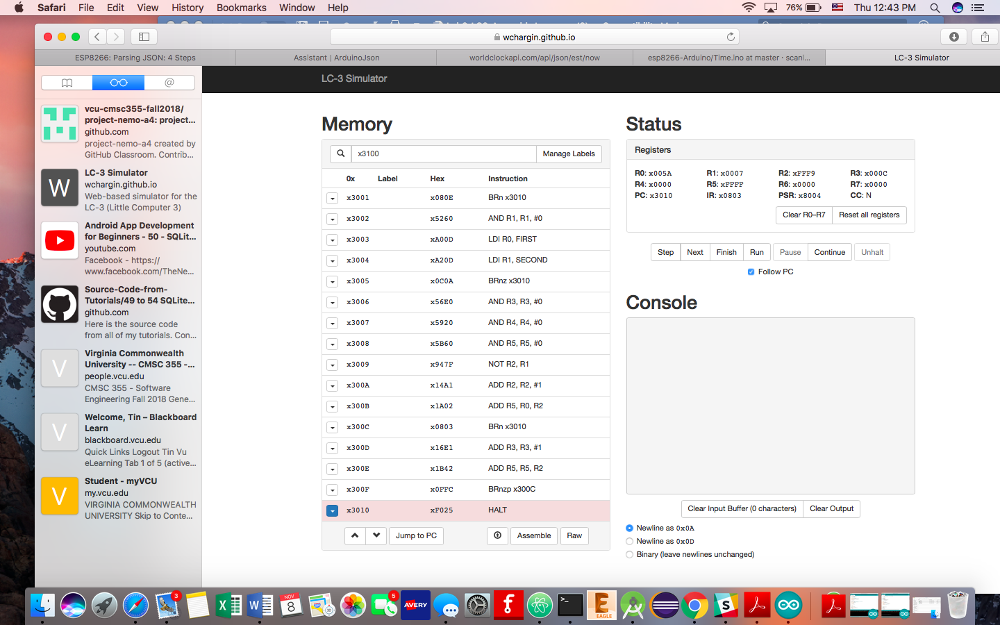 Safari File Edit View History Bookmarks Window Help
76% Thu 12:43 PM
wchargin.github.io
ESP8266: Parsing JSON: 4 Steps
Assistant | ArduinoJson
worldclockapi.com/api/json/est/now
esp8266-Arduino/Time.ino at master · scani...
LC-3 Simulator
@
vcu-cmsc355-fall2018/
project-nemo-a4: project...
github.com
project-nemo-a4 created by
GitHub Classroom. Contrib...
W
LC-3 Simulator
wchargin.github.io
Web-based simulator for the
LC-3 (Little Computer 3)
Android App Development
for Beginners - 50 - SQLit...
youtube.com
Facebook - https://
www.facebook.com/TheNe...
Source-Code-from-
Tutorials/49 to 54 SQLite...
github.com
Here is the source code
from all of my tutorials. Con...
V
Virginia Commonwealth
University -- CMSC 355 -...
people.vcu.edu
CMSC 355 - Software
Engineering Fall 2018 Gene...
V
Welcome, Tin – Blackboard
Learn
blackboard.vcu.edu
Quick Links Logout Tin Vu
eLearning Tab 1 of 5 (active...
V
Student - myVCU
my.vcu.edu
VIRGINIA COMMONWEALTH
UNIVERSITY Skip to Conte...
LC-3 Simulator
Memory
x3100 Manage Labels
0x Label Hex Instruction
x3001 x080E BRn x3010
x3002 x5260 AND R1, R1, #0
x3003 xA00D LDI R0, FIRST
x3004 xA20D LDI R1, SECOND
x3005 x0C0A BRnz x3010
x3006 x56E0 AND R3, R3, #0
x3007 x5920 AND R4, R4, #0
x3008 x5B60 AND R5, R5, #0
x3009 x947F NOT R2, R1
x300A x14A1 ADD R2, R2, #1
x300B x1A02 ADD R5, R0, R2
x300C x0803 BRn x3010
x300D x16E1 ADD R3, R3, #1
x300E x1B42 ADD R5, R5, R2
x300F x0FFC BRnzp x300C
x3010 xF025 HALT
Jump to PC Assemble Raw
Status
Registers
R0: x005A R1: x0007 R2: xFFF9 R3: x000C
R4: x0000 R5: xFFFF R6: x0000 R7: x0000
PC: x3010 IR: x0803 PSR: x8004 CC: N
Clear R0–R7 Reset all registers
Step Next Finish Run Pause Continue Unhalt
Follow PC
Console
Clear Input Buffer (0 characters) Clear Output
Newline as 0x0A
Newline as 0x0D
Binary (leave newlines unchanged)
3
NOV
8
5
AVERY
EAGLE